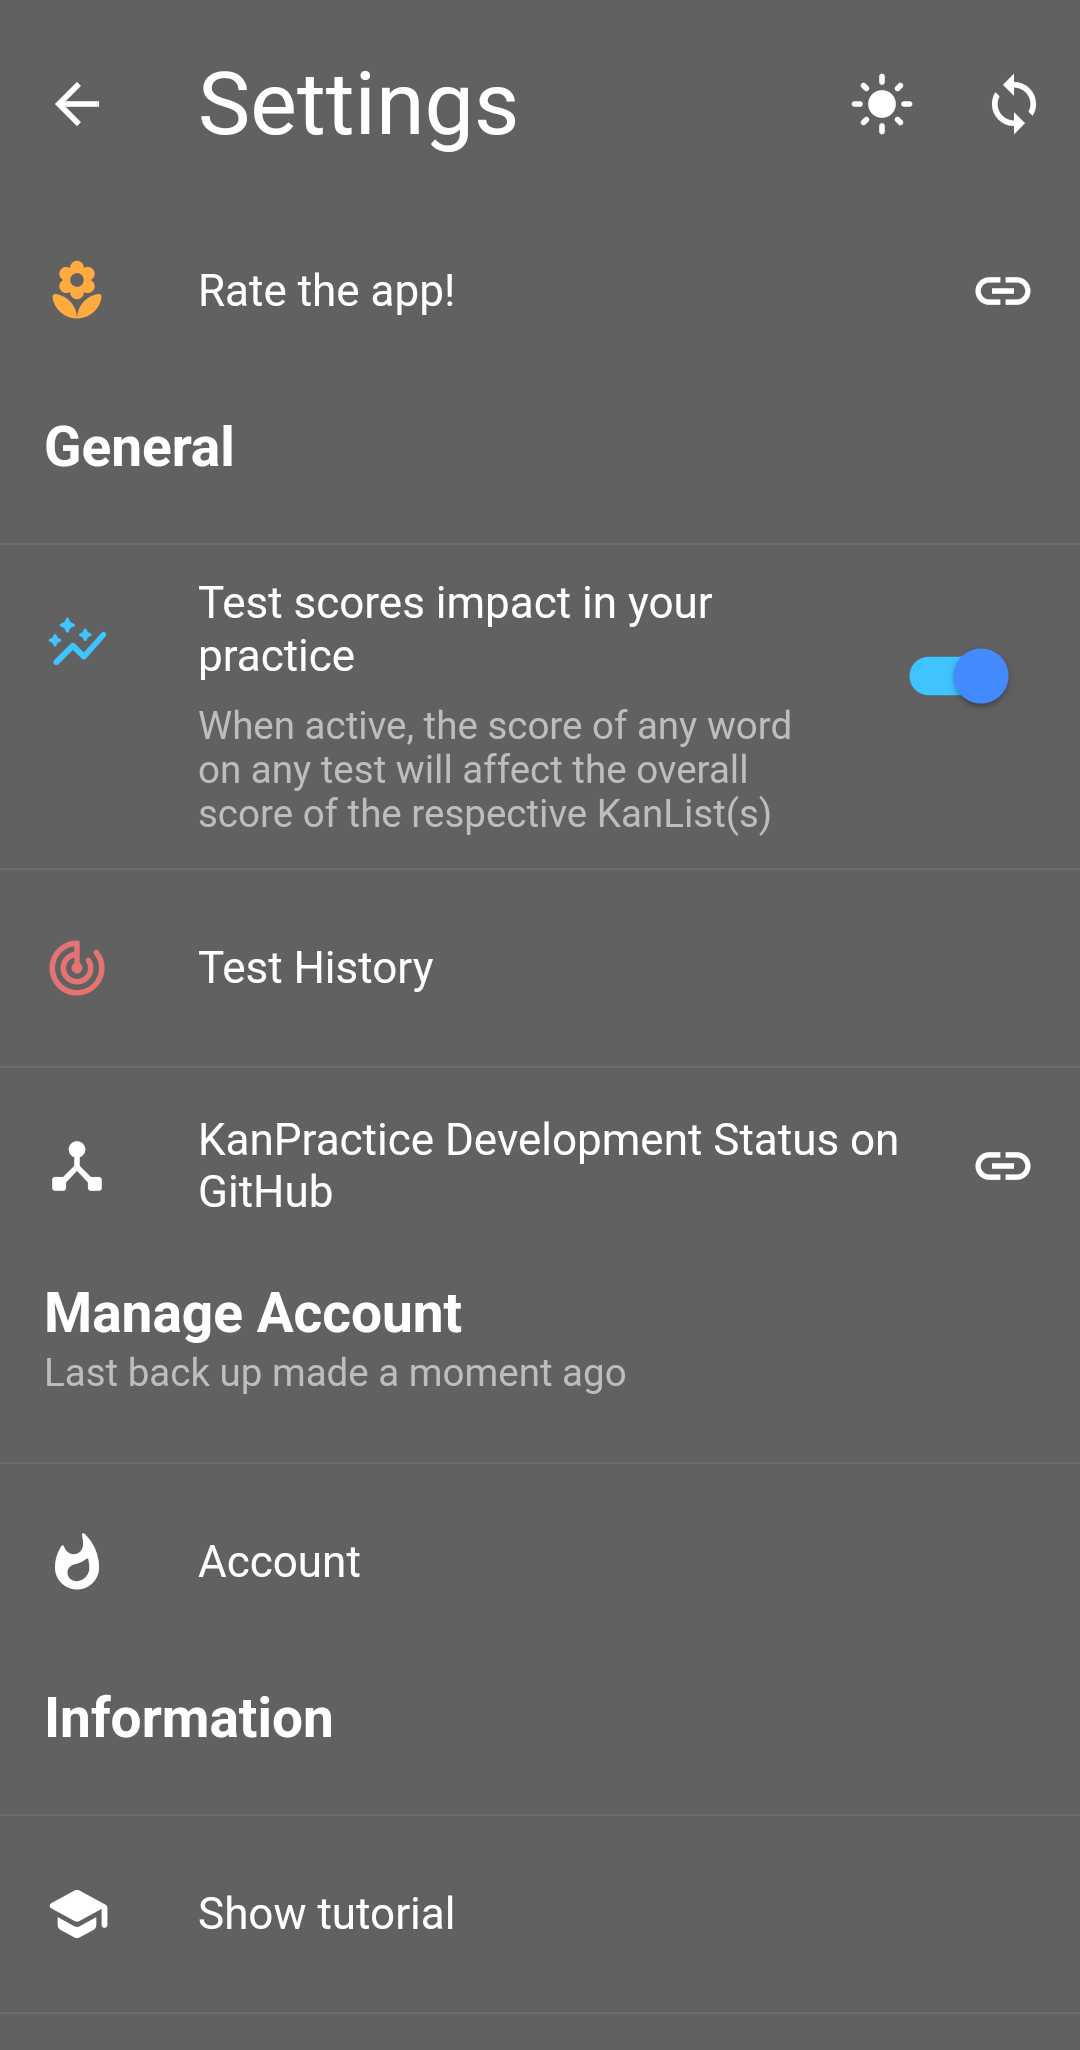 Settings
Rate the app!
General
Test scores impact in your
practice
When active, the score of any word
on any test will affect the overall
score of the respective KanList(s)
Test History
KanPractice Development Status on
GitHub
Manage Account
Last back up made a moment ago
Account
Information
Show tutorial